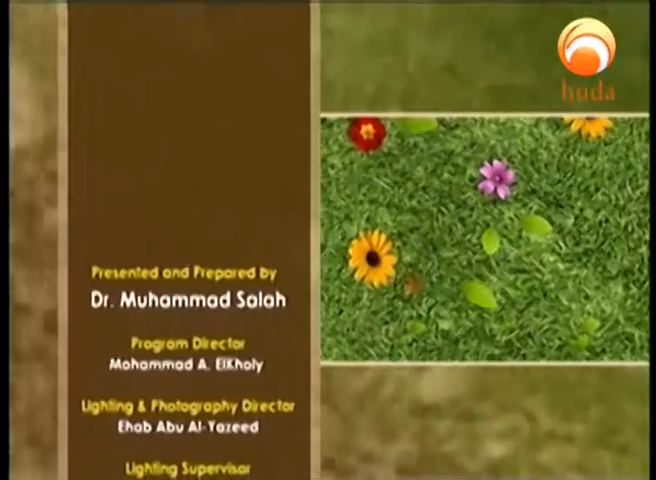 huda
Presented and Prepared by
Dr. Muhammad Salah
Program Director
Mohammad A. ElKholy
Lighting & Photography Director
Ehab Abu Al-Yazeed
Lighting Supervisor